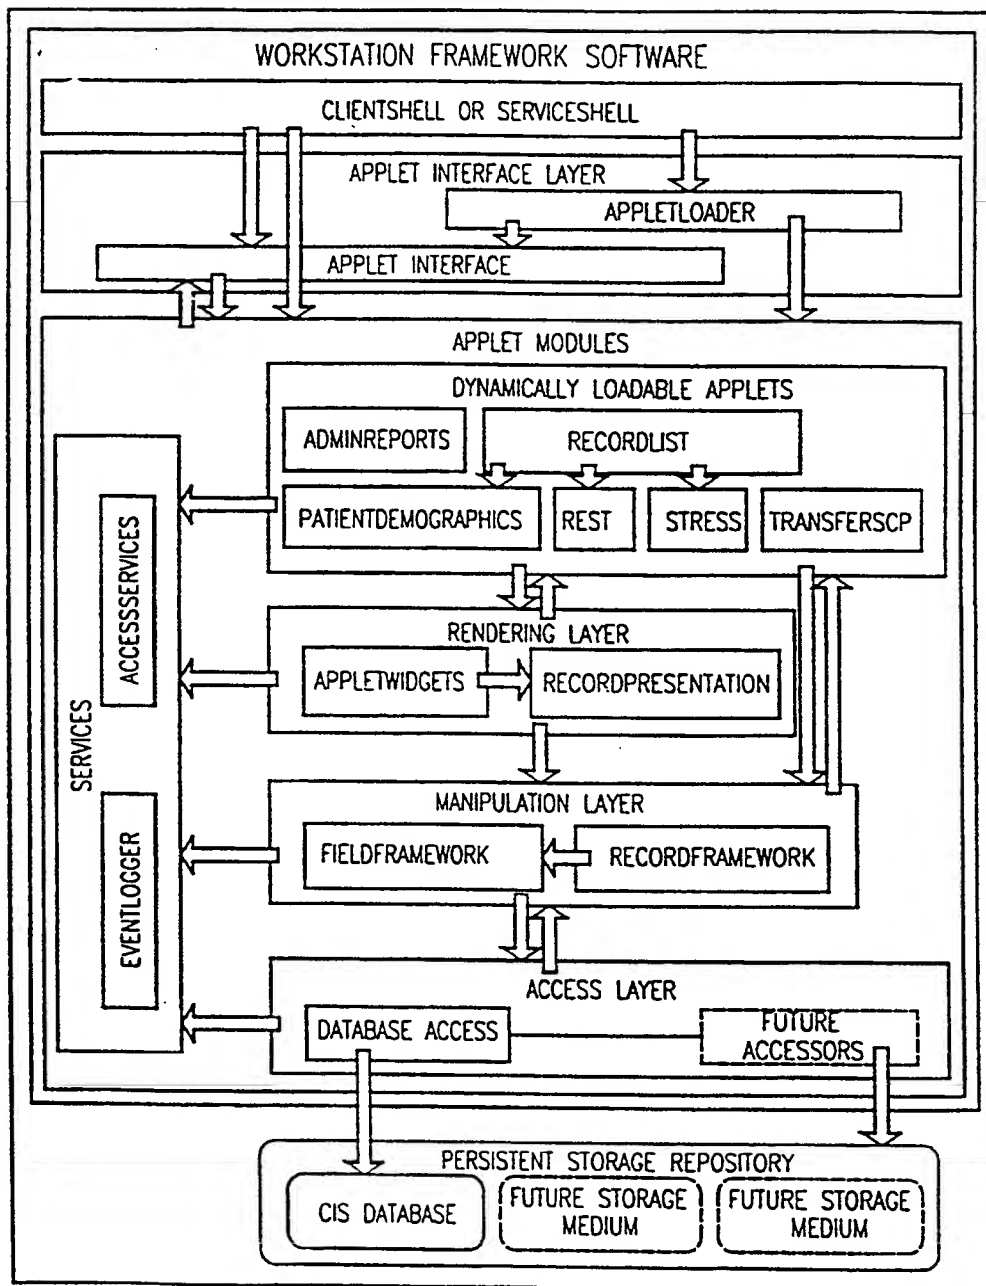 WORKSTATION FRAMEWORK SOFTWARE
CLIENTSHELL OR SERVICESHELL
APPLET INTERFACE LAYER
APPLETLOADER
APPLET INTERFACE
APPLET MODULES
DYNAMICALLY LOADABLE APPLETS
ADMINREPORTS
RECORDLIST
PATIENTDEMOGRAPHICS
REST
STRESS
TRANSFERSCP
SERVICES
ACCESSSERVICES
EVENTLOGGER
RENDERING LAYER
APPLETWIDGETS
RECORDPRESENTATION
MANIPULATION LAYER
FIELDFRAMEWORK
RECORDFRAMEWORK
ACCESS LAYER
DATABASE ACCESS
FUTURE
ACCESSORS
PERSISTENT STORAGE REPOSITORY
CIS DATABASE
FUTURE STORAGE
MEDIUM
FUTURE STORAGE
MEDIUM